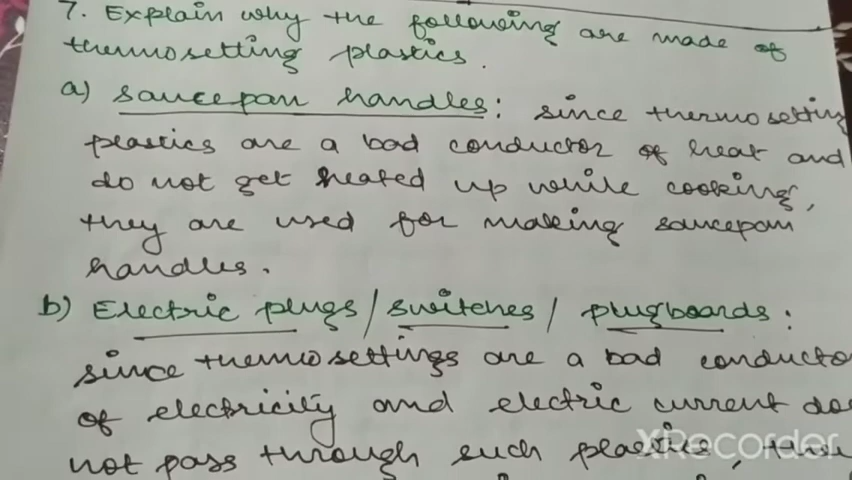 7. Explain why the following are made of
thermosetting plastics.
a) saucepan handles: since thermosetting
plastics are a bad conductor of heat and
do not get heated up while cooking,
they are used for making saucepan
handles.
b) Electric plugs/switches/ plugboards:
since thermosettings are a bad conducto
of electricity and electric current do
not pass through such plastic,
XRecorder